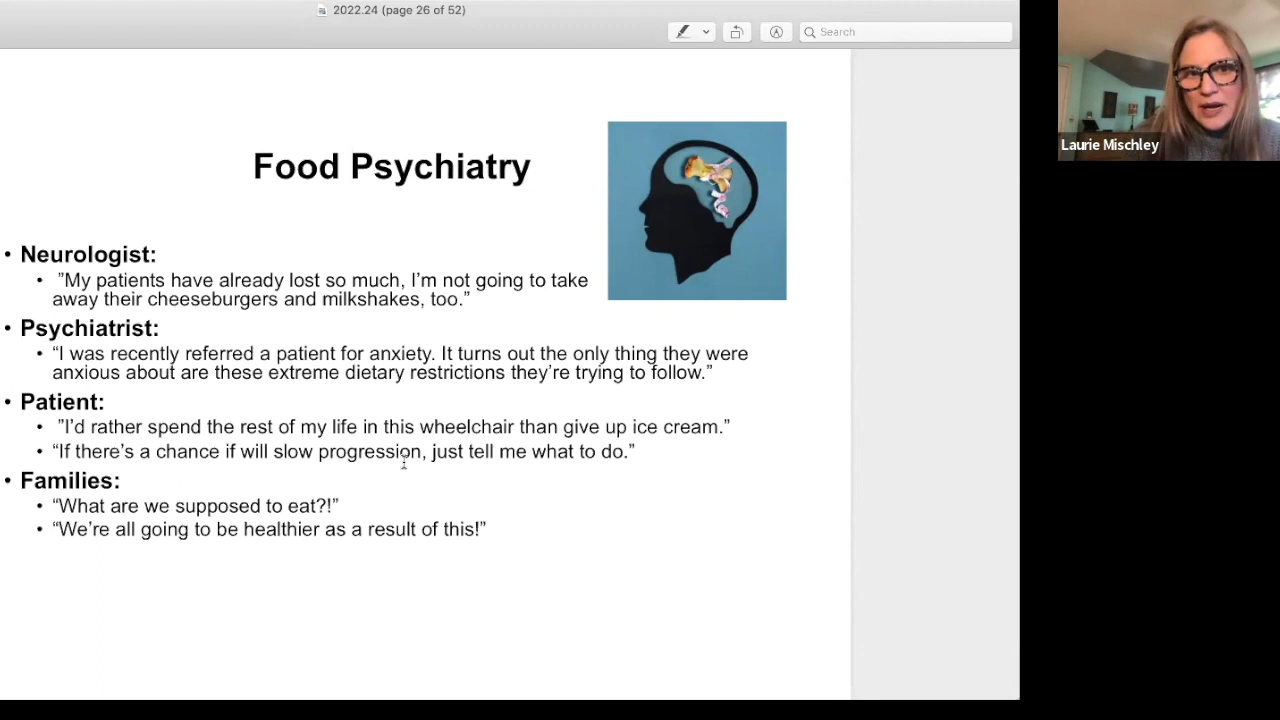 2022.24 (page 26 of 52)
Search
Laurie Mischley
Food Psychiatry
• Neurologist:
• ”My patients have already lost so much, I’m not going to take
away their cheeseburgers and milkshakes, too.”
• Psychiatrist:
• “I was recently referred a patient for anxiety. It turns out the only thing they were
anxious about are these extreme dietary restrictions they’re trying to follow.”
• Patient:
• ”I’d rather spend the rest of my life in this wheelchair than give up ice cream.”
• “If there’s a chance if will slow progression, just tell me what to do.”
• Families:
• “What are we supposed to eat?!”
• “We’re all going to be healthier as a result of this!”